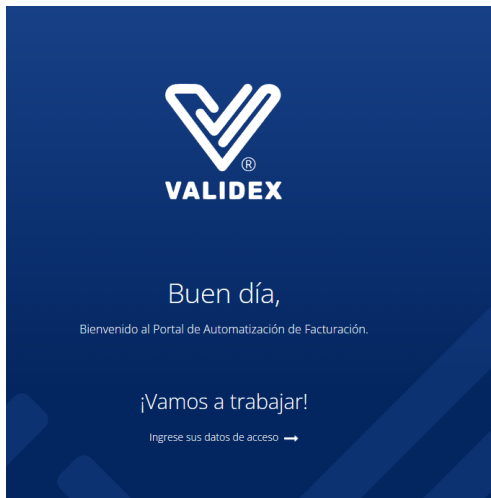 ®
VALIDEX
Buen día,
Bienvenido al Portal de Automatización de Facturación.
¡Vamos a trabajar!
Ingrese sus datos de acceso →